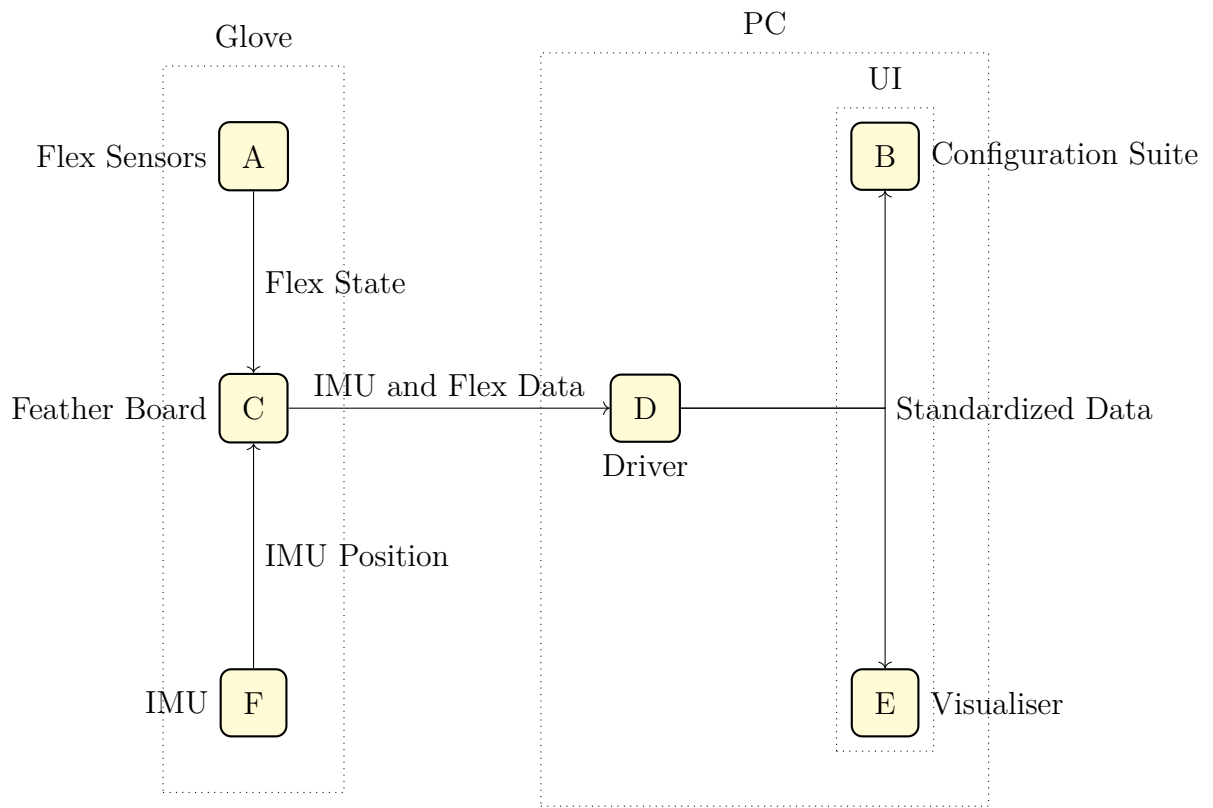 PC
Glove
UI
Flex Sensors
A
B
Configuration Suite
Flex State
IMU and Flex Data
Feather Board
C
D
Standardized Data
Driver
IMU Position
IMU
F
E
Visualiser